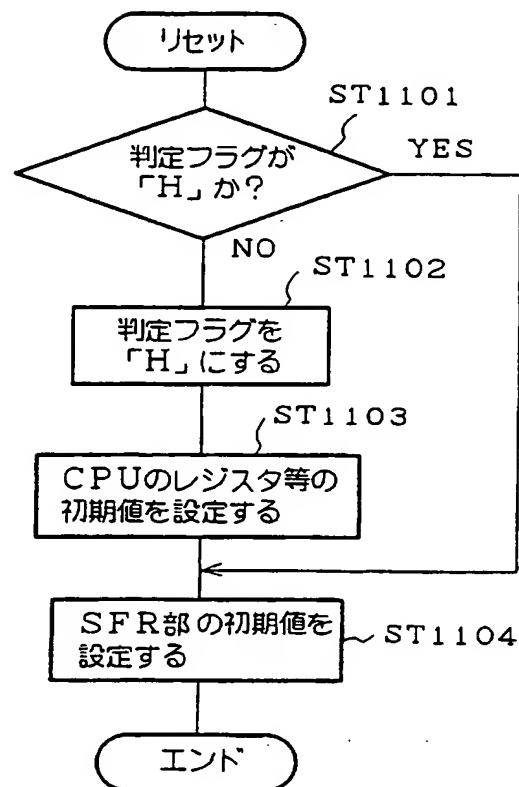 リセット
ST1101
判定フラグが
「H」か?
YES
NO
ST1102
判定フラグを
「H」にする
ST1103
CPUのレジスタ等の
初期値を設定する
SFR部の初期値を
設定する
ST1104
エンド